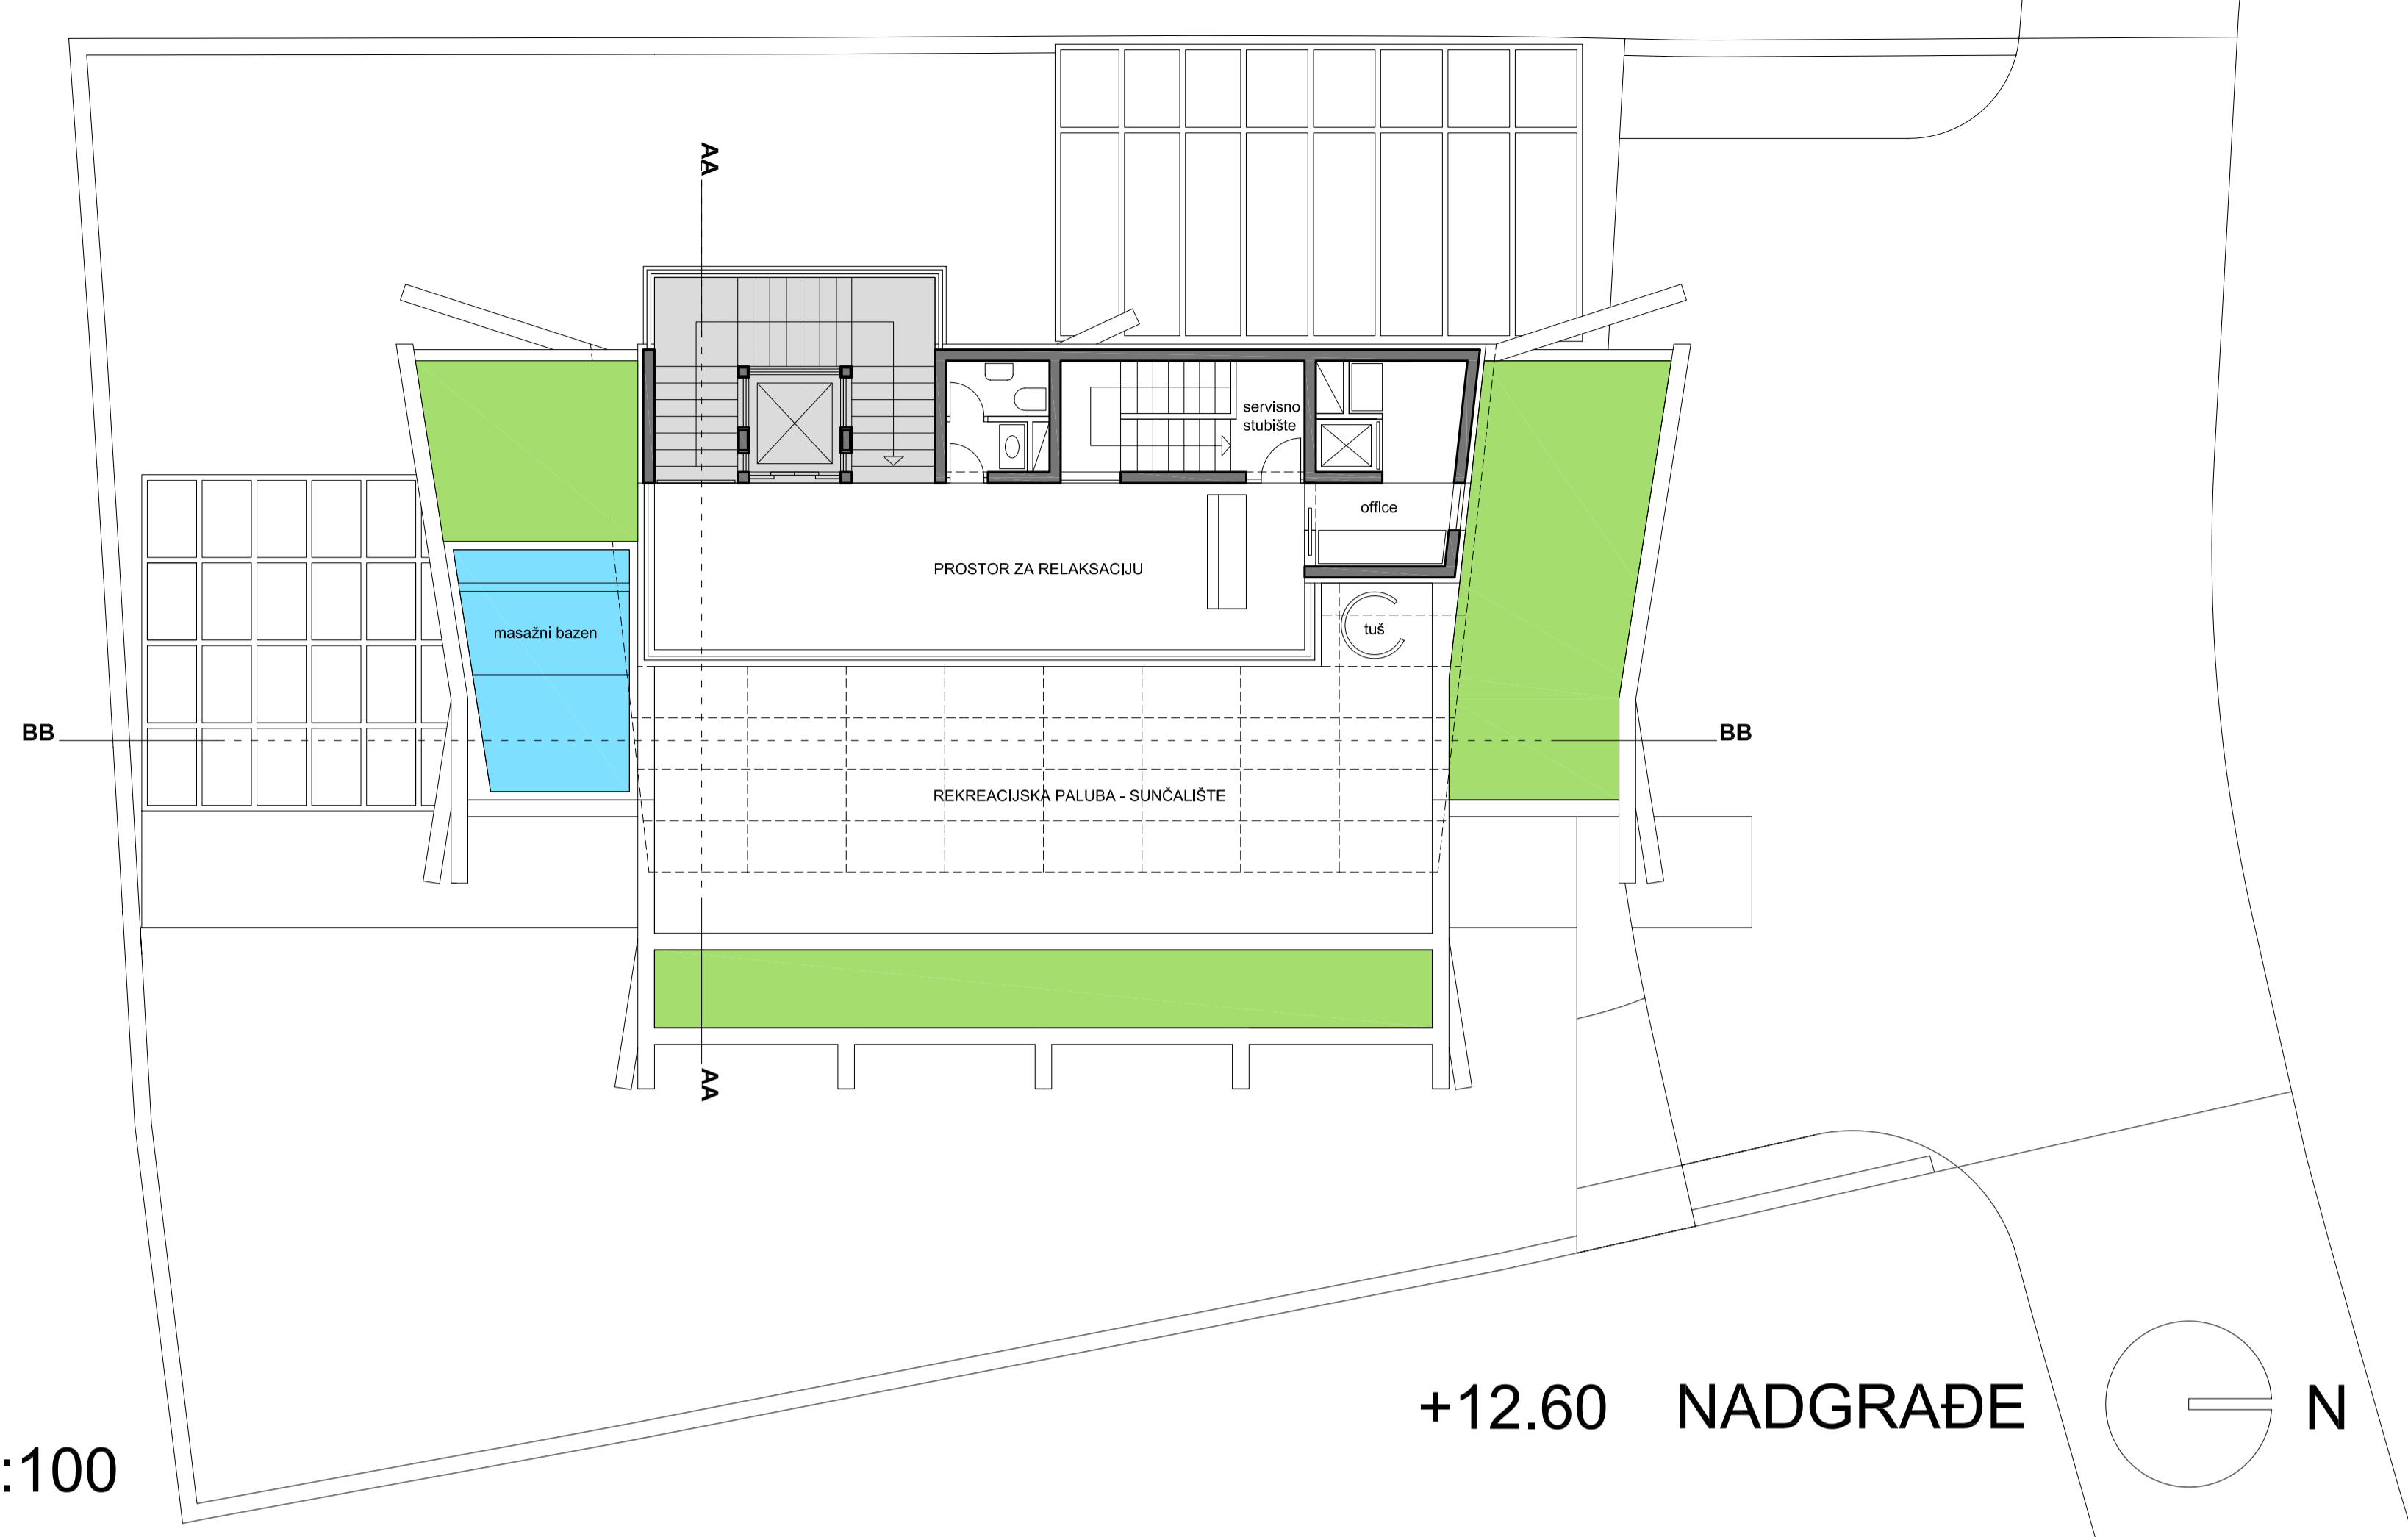 AA
servisno
stubište
office
PROSTOR ZA RELAKSACIJU
tuš
masažni bazen
BB
BB
REKREACIJSKA PALUBA - SUNČALIŠTE
AA
+12.60 NADGRAĐE
N
:100